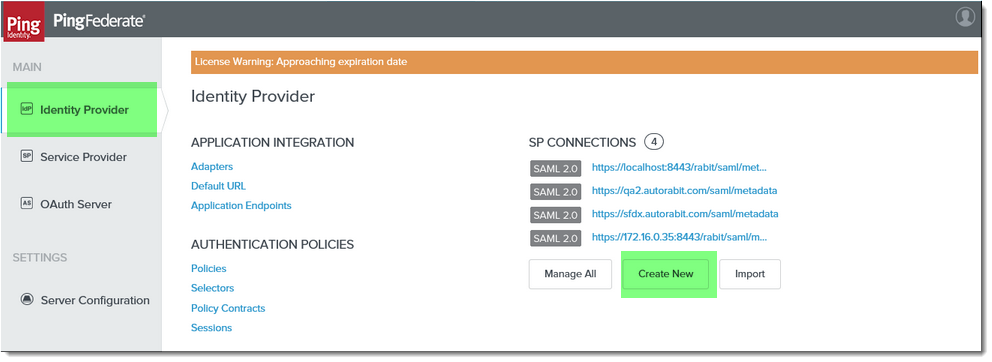 Ping
Identity.
PingFederate®
MAIN
IdP Identity Provider
SP Service Provider
AS OAuth Server
SETTINGS
Server Configuration
License Warning: Approaching expiration date
Identity Provider
APPLICATION INTEGRATION
Adapters
Default URL
Application Endpoints
AUTHENTICATION POLICIES
Policies
Selectors
Policy Contracts
Sessions
SP CONNECTIONS 4
SAML 2.0 https://localhost:8443/rabit/saml/met...
SAML 2.0 https://qa2.autorabit.com/saml/metadata
SAML 2.0 https://sfdx.autorabit.com/saml/metadata
SAML 2.0 https://172.16.0.35:8443/rabit/saml/m...
Manage All Create New Import